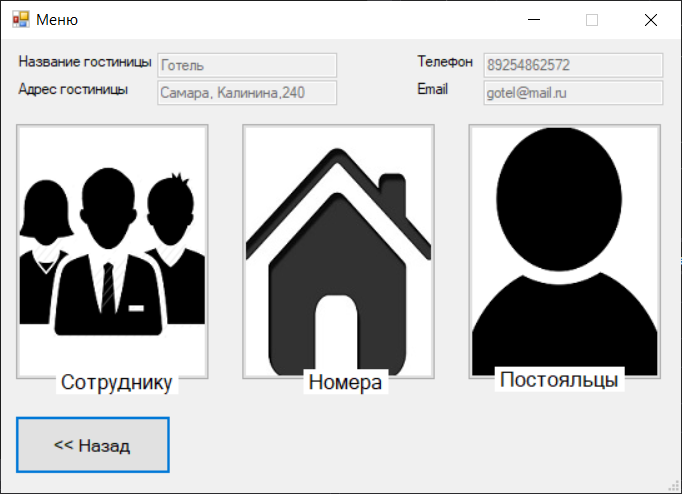 Меню
Название гостиницы Готель Телефон 89254862572
Адрес гостиницы Самара, Калинина,240 Email gotel@mail.ru
Сотруднику Номера Постояльцы
<< Назад